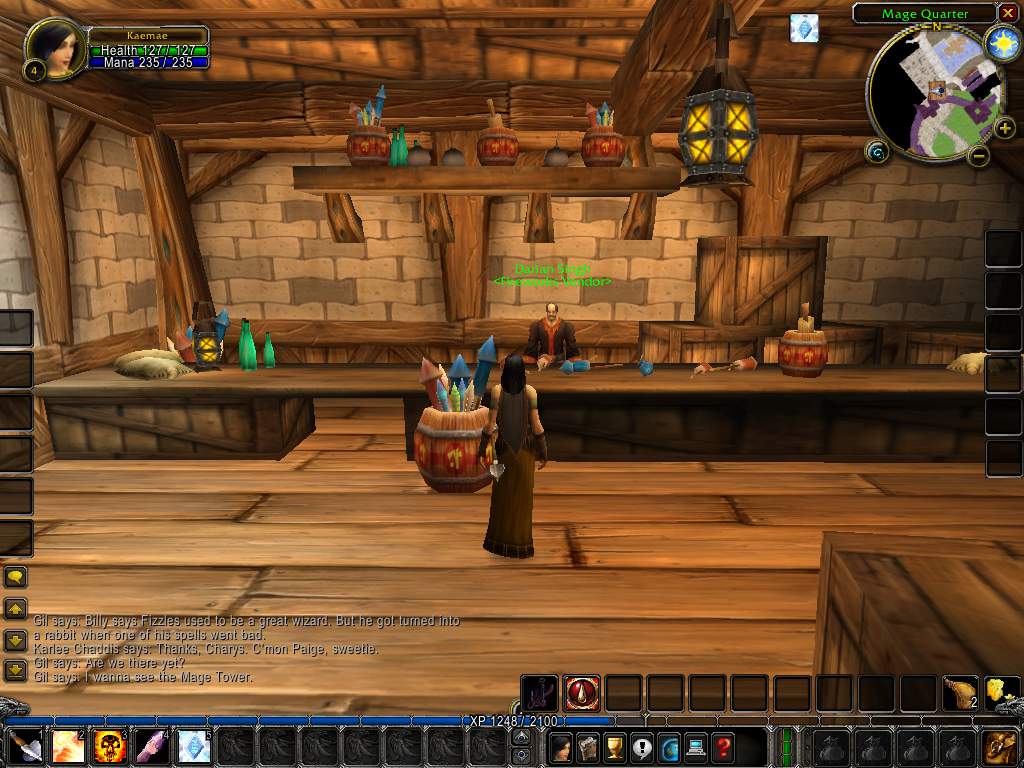 Mage Quarter
N
Kaemae
Health 127 / 127
Mana 235 / 235
4
Darian Singh
<Fireworks Vendor>
Gil says: Billy says Fizzles used to be a great wizard. But he got turned into
a rabbit when one of his spells went bad.
Karlee Chaddis says: Thanks, Charys. C'mon Paige, sweetie.
Gil says: Are we there yet?
Gil says: I wanna see the Mage Tower.
2
XP 1248 / 2100
2
4
5